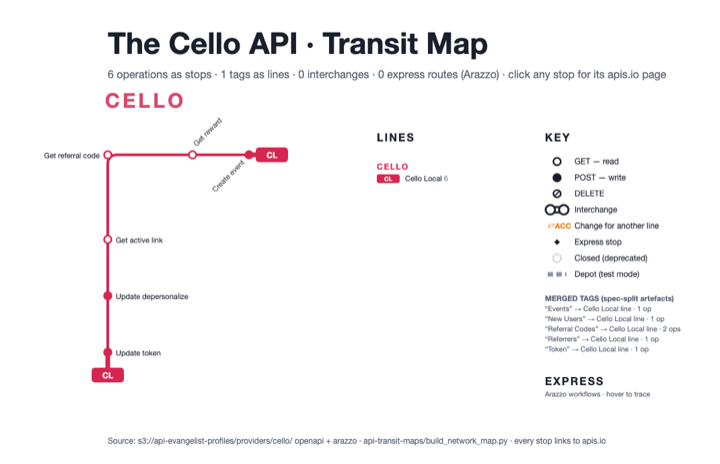 The Cello API · Transit Map
6 operations as stops · 1 tags as lines · 0 interchanges · 0 express routes (Arazzo) · click any stop for its apis.io page
CELLO
Get referral code
Get reward
Create event
CL
Get active link
Update depersonalize
Update token
CL
LINES
CELLO
CL Cello Local 6
KEY
GET — read
POST — write
DELETE
Interchange
⇄ACC Change for another line
Express stop
Closed (deprecated)
Depot (test mode)
MERGED TAGS (spec-split artefacts)
"Events" → Cello Local line · 1 op
"New Users" → Cello Local line · 1 op
"Referral Codes" → Cello Local line · 2 ops
"Referrers" → Cello Local line · 1 op
"Token" → Cello Local line · 1 op
EXPRESS
Arazzo workflows · hover to trace
Source: s3://api-evangelist-profiles/providers/cello/ openapi + arazzo · api-transit-maps/build_network_map.py · every stop links to apis.io